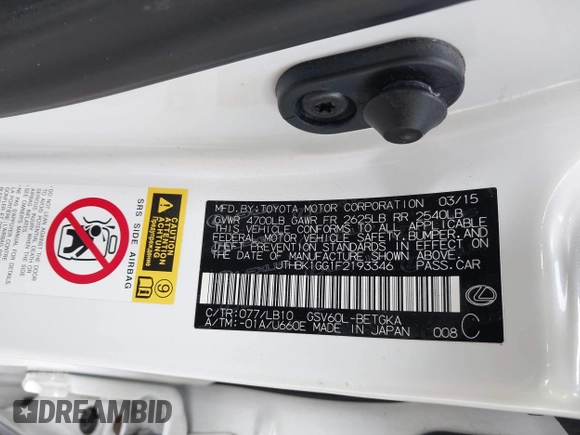 MFD. BY: TOYOTA MOTOR CORPORATION 03/15
GVWR 4700LB GAWR FR 2625LB RR 2540LB
THIS VEHICLE CONFORMS TO ALL APPLICABLE
FEDERAL MOTOR VEHICLE SAFETY, BUMPER, AND
THEFT PREVENTION STANDARDS IN EFFECT ON
THE DATE OF MANUFACTURE SHOWN ABOVE.
JTHBK1GG1F2193346 PASS.CAR
C/TR:077/LB10 GSV60L-BETGKA
A/TM:-01A/U660E MADE IN JAPAN 008 C
SRS SIDE AIRBAG
9
DREAMBID